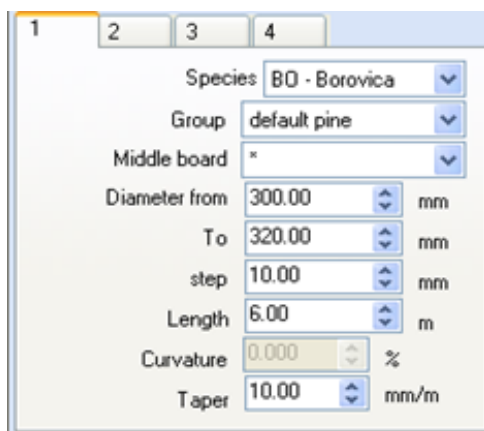 1 2 3 4
Species BO - Borovica
Group default pine
Middle board *
Diameter from 300.00 mm
To 320.00 mm
step 10.00 mm
Length 6.00 m
Curvature 0.000 %
Taper 10.00 mm/m